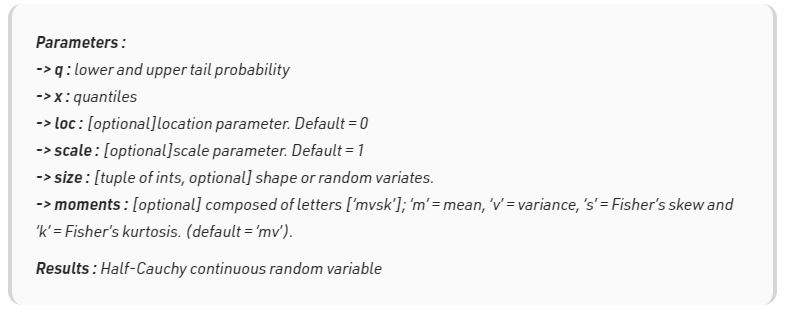 Parameters :
-> q : lower and upper tail probability
-> x : quantiles
-> loc : [optional]location parameter. Default = 0
-> scale : [optional]scale parameter. Default = 1
-> size : [tuple of ints, optional] shape or random variates.
-> moments : [optional] composed of letters [‘mvsk’]; ‘m’ = mean, ‘v’ = variance, ‘s’ = Fisher’s skew and
‘k’ = Fisher’s kurtosis. (default = ‘mv’).
Results : Half-Cauchy continuous random variable